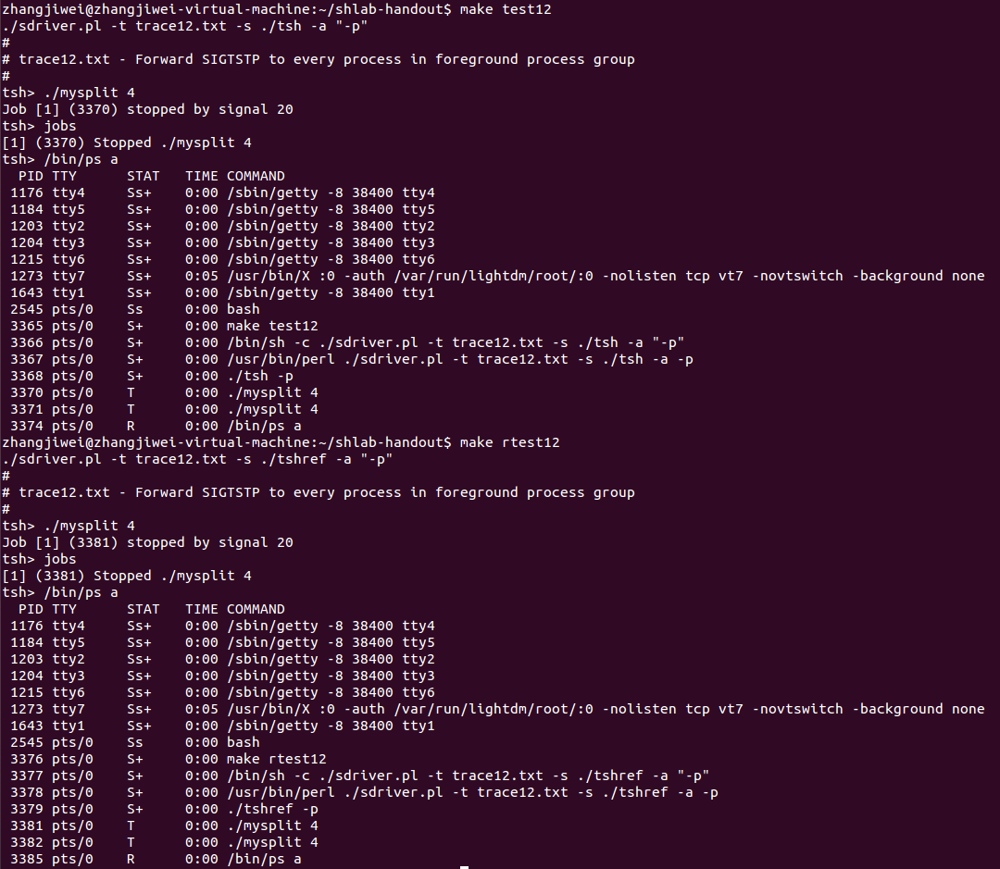 zhangjiwei@zhangjiwei-virtual-machine:~/shlab-handout$ make test12
./sdriver.pl -t trace12.txt -s ./tsh -a "-p"
#
# trace12.txt - Forward SIGTSTP to every process in foreground process group
#
tsh> ./mysplit 4
Job [1] (3370) stopped by signal 20
tsh> jobs
[1] (3370) Stopped ./mysplit 4
tsh> /bin/ps a
  PID TTY      STAT   TIME COMMAND
 1176 tty4     Ss+    0:00 /sbin/getty -8 38400 tty4
 1184 tty5     Ss+    0:00 /sbin/getty -8 38400 tty5
 1203 tty2     Ss+    0:00 /sbin/getty -8 38400 tty2
 1204 tty3     Ss+    0:00 /sbin/getty -8 38400 tty3
 1215 tty6     Ss+    0:00 /sbin/getty -8 38400 tty6
 1273 tty7     Ss+    0:05 /usr/bin/X :0 -auth /var/run/lightdm/root/:0 -nolisten tcp vt7 -novtswitch -background none
 1643 tty1     Ss+    0:00 /sbin/getty -8 38400 tty1
 2545 pts/0    Ss     0:00 bash
 3365 pts/0    S+     0:00 make test12
 3366 pts/0    S+     0:00 /bin/sh -c ./sdriver.pl -t trace12.txt -s ./tsh -a "-p"
 3367 pts/0    S+     0:00 /usr/bin/perl ./sdriver.pl -t trace12.txt -s ./tsh -a -p
 3368 pts/0    S+     0:00 ./tsh -p
 3370 pts/0    T      0:00 ./mysplit 4
 3371 pts/0    T      0:00 ./mysplit 4
 3374 pts/0    R      0:00 /bin/ps a
zhangjiwei@zhangjiwei-virtual-machine:~/shlab-handout$ make rtest12
./sdriver.pl -t trace12.txt -s ./tshref -a "-p"
#
# trace12.txt - Forward SIGTSTP to every process in foreground process group
#
tsh> ./mysplit 4
Job [1] (3381) stopped by signal 20
tsh> jobs
[1] (3381) Stopped ./mysplit 4
tsh> /bin/ps a
  PID TTY      STAT   TIME COMMAND
 1176 tty4     Ss+    0:00 /sbin/getty -8 38400 tty4
 1184 tty5     Ss+    0:00 /sbin/getty -8 38400 tty5
 1203 tty2     Ss+    0:00 /sbin/getty -8 38400 tty2
 1204 tty3     Ss+    0:00 /sbin/getty -8 38400 tty3
 1215 tty6     Ss+    0:00 /sbin/getty -8 38400 tty6
 1273 tty7     Ss+    0:05 /usr/bin/X :0 -auth /var/run/lightdm/root/:0 -nolisten tcp vt7 -novtswitch -background none
 1643 tty1     Ss+    0:00 /sbin/getty -8 38400 tty1
 2545 pts/0    Ss     0:00 bash
 3376 pts/0    S+     0:00 make rtest12
 3377 pts/0    S+     0:00 /bin/sh -c ./sdriver.pl -t trace12.txt -s ./tshref -a "-p"
 3378 pts/0    S+     0:00 /usr/bin/perl ./sdriver.pl -t trace12.txt -s ./tshref -a -p
 3379 pts/0    S+     0:00 ./tshref -p
 3381 pts/0    T      0:00 ./mysplit 4
 3382 pts/0    T      0:00 ./mysplit 4
 3385 pts/0    R      0:00 /bin/ps a